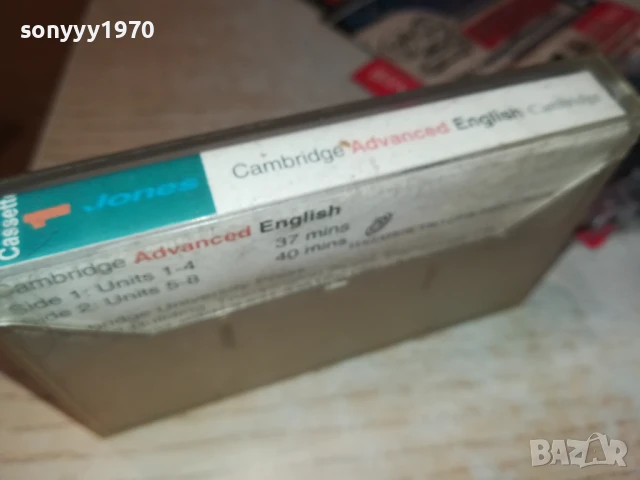 sonyyy1970
Cassette
1 Jones
Cambridge Advanced English Cambridge
Cambridge Advanced English
Side 1: Units 1-4 37 mins
Side 2: Units 5-8 40 mins
BAZAR